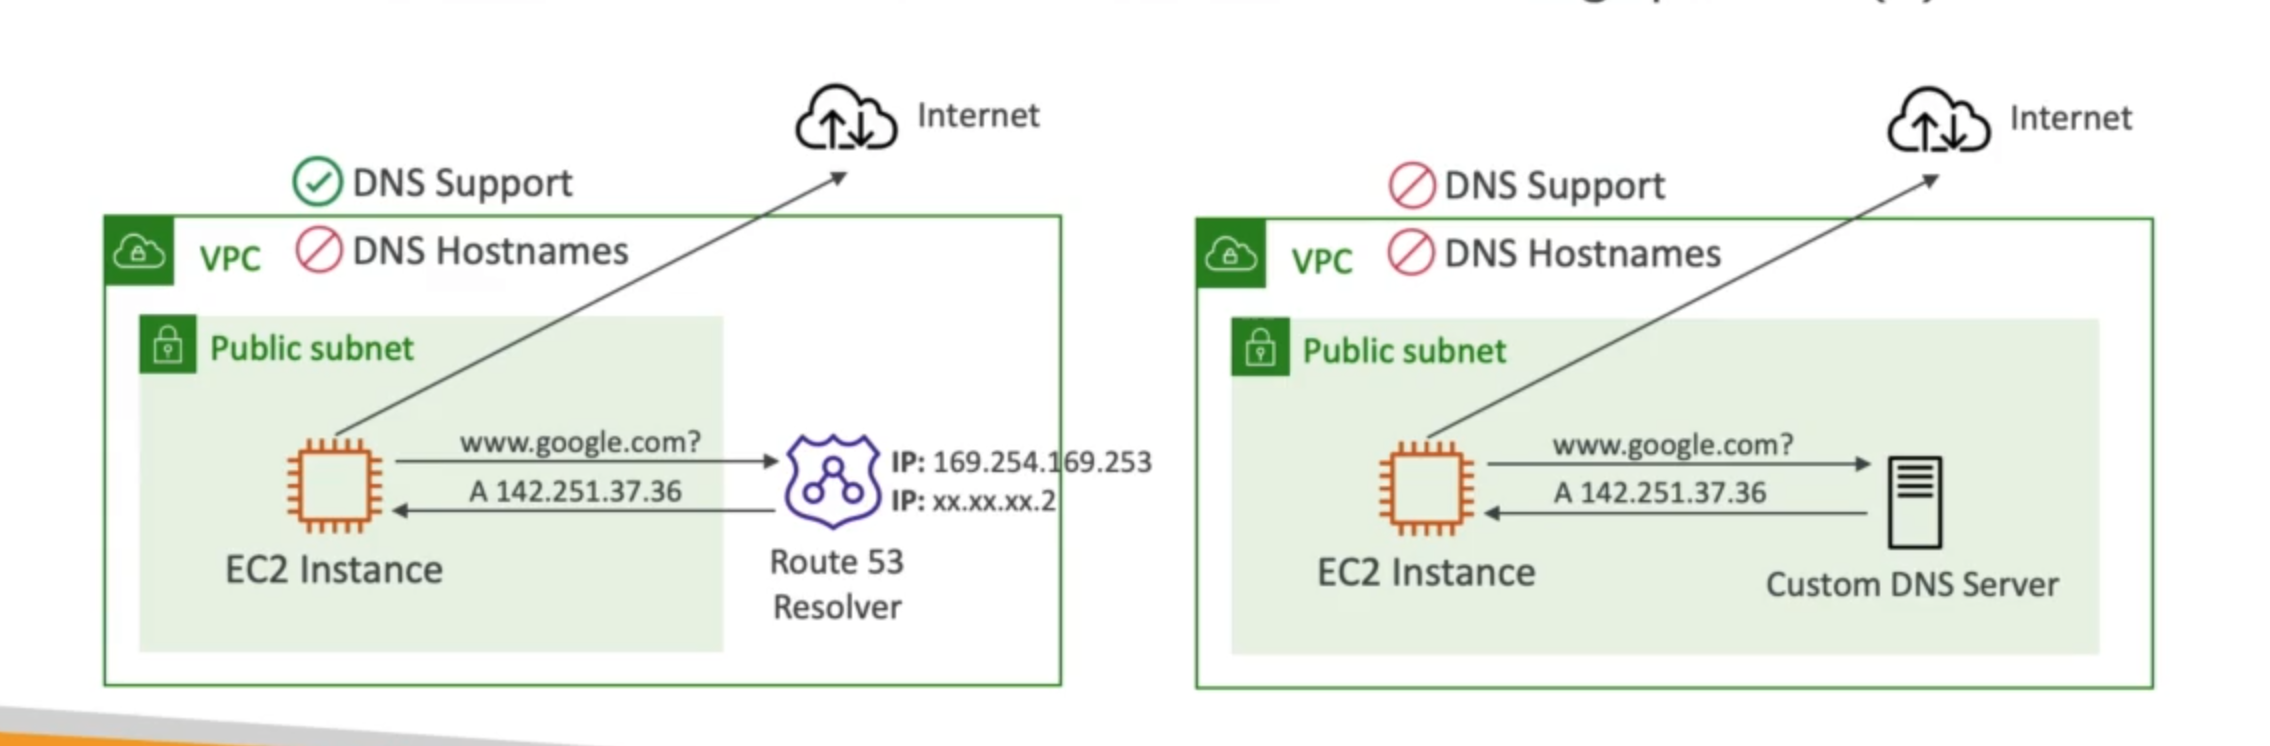 Internet
DNS Support
VPC
DNS Hostnames
Public subnet
www.google.com?
A 142.251.37.36
IP: 169.254.169.253
IP: xx.xx.xx.2
EC2 Instance
Route 53
Resolver
Internet
DNS Support
VPC
DNS Hostnames
Public subnet
www.google.com?
A 142.251.37.36
EC2 Instance
Custom DNS Server